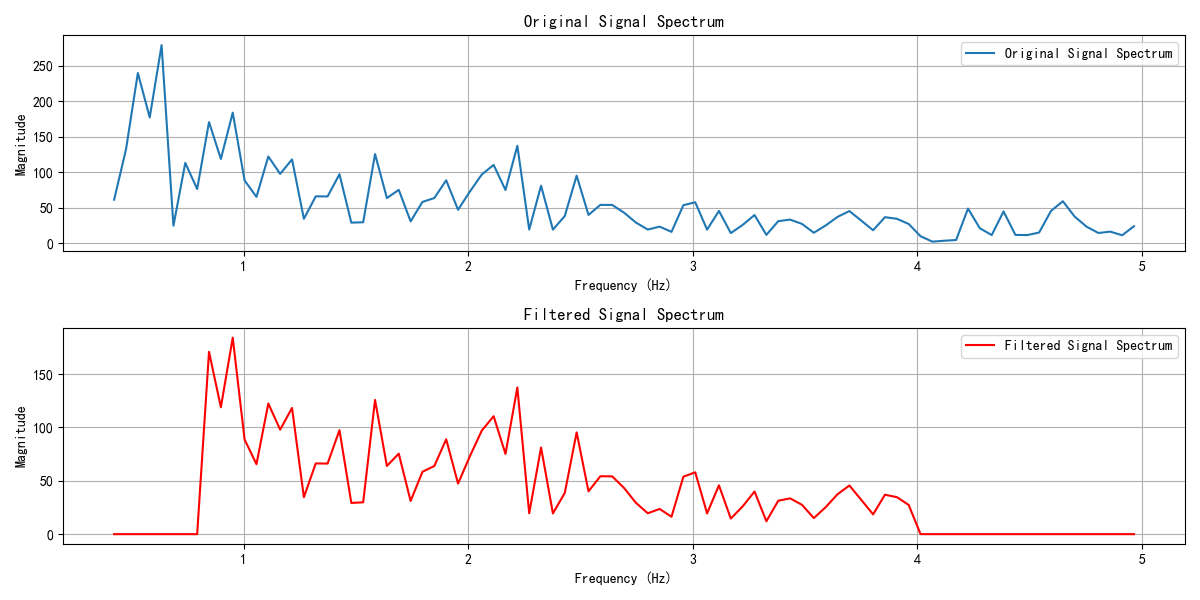 Original Signal Spectrum
Original Signal Spectrum
Magnitude
250
200
150
100
50
0
1
2
3
4
5
Frequency (Hz)
Filtered Signal Spectrum
Filtered Signal Spectrum
Magnitude
150
100
50
0
1
2
3
4
5
Frequency (Hz)